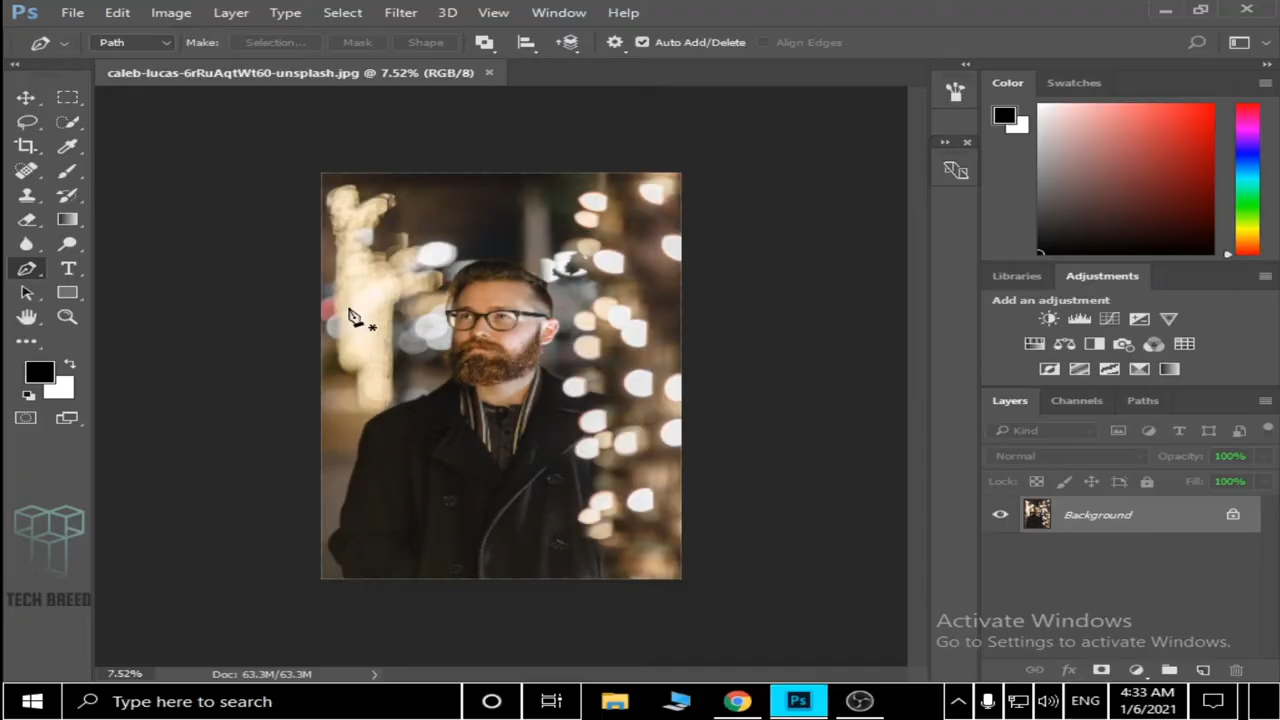 Ps File Edit Image Layer Type Select Filter 3D View Window Help
Path Make: Selection... Mask Shape Auto Add/Delete Align Edges
caleb-lucas-6rRuAqtWt60-unsplash.jpg @ 7.52% (RGB/8)
Color Swatches
Libraries Adjustments
Add an adjustment
Layers Channels Paths
Kind
Normal Opacity: 100%
Lock: Fill: 100%
Background
TECH BREED
Activate Windows
Go to Settings to activate Windows.
7.52% Doc: 63.3M/63.3M
Type here to search Ps ENG 4:33 AM
1/6/2021